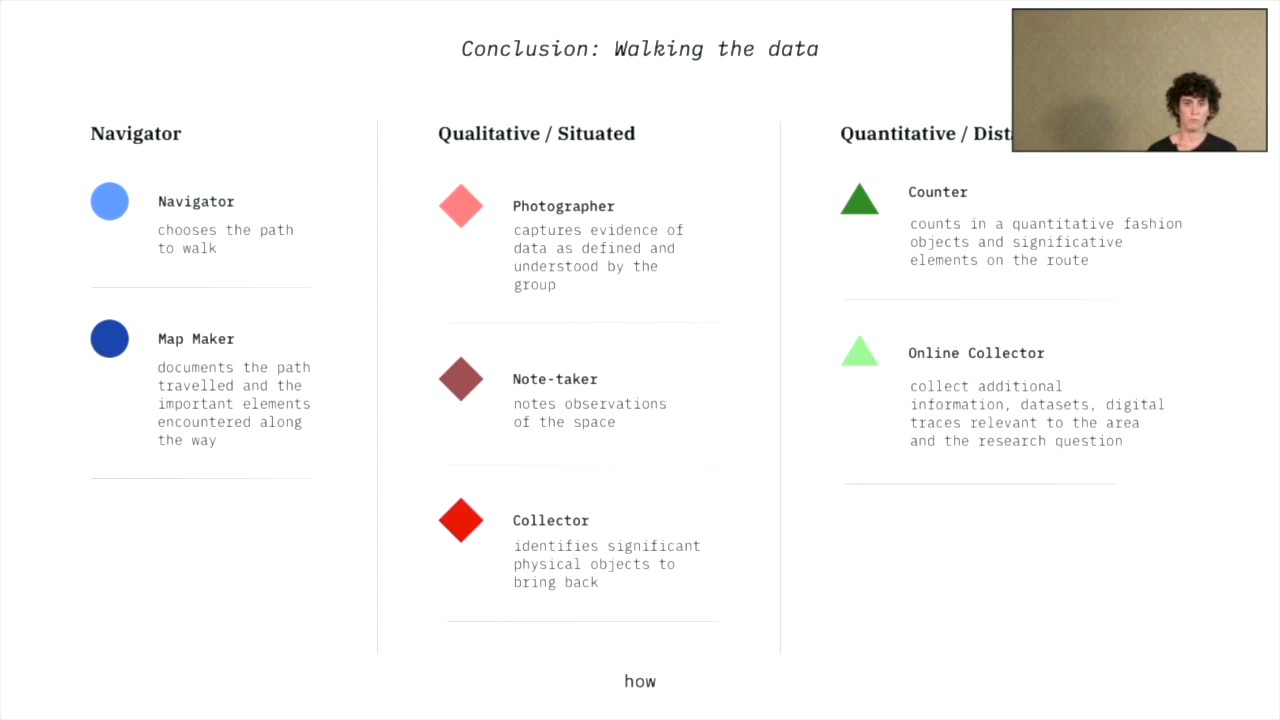 Conclusion: Walking the data
Navigator
Navigator
chooses the path
to walk
Map Maker
documents the path
travelled and the
important elements
encountered along
the way
Qualitative / Situated
Photographer
captures evidence of
data as defined and
understood by the
group
Note-taker
notes observations
of the space
Collector
identifies significant
physical objects to
bring back
Quantitative /
Counter
counts in a quantitative fashion
objects and significative
elements on the route
Online Collector
collect additional
information, datasets, digital
traces relevant to the area
and the research question
how